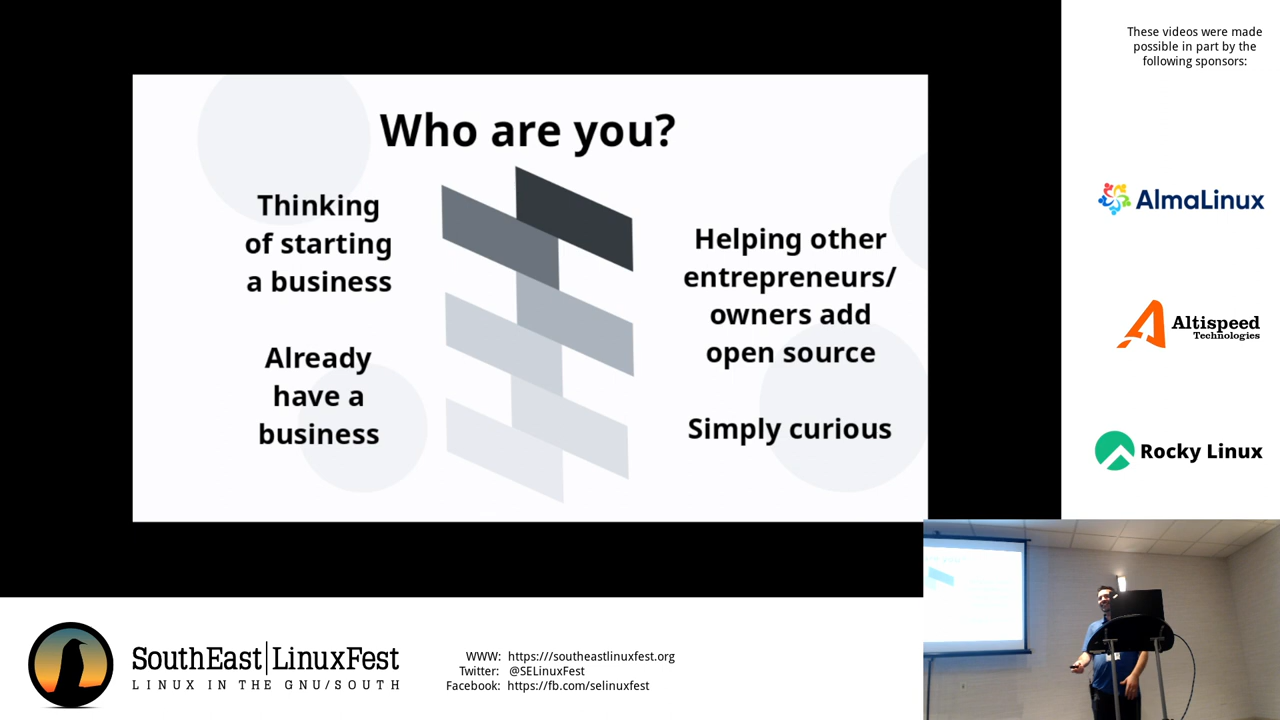 These videos were made
possible in part by the
following sponsors:
Who are you?
Thinking
of starting
a business
Already
have a
business
Helping other
entrepreneurs/
owners add
open source
Simply curious
AlmaLinux
Altispeed
Technologies
Rocky Linux
SouthEast LinuxFest
LINUX IN THE GNU/SOUTH
WWW: https:///southeastlinuxfest.org
Twitter: @SELinuxFest
Facebook: https://fb.com/selinuxfest